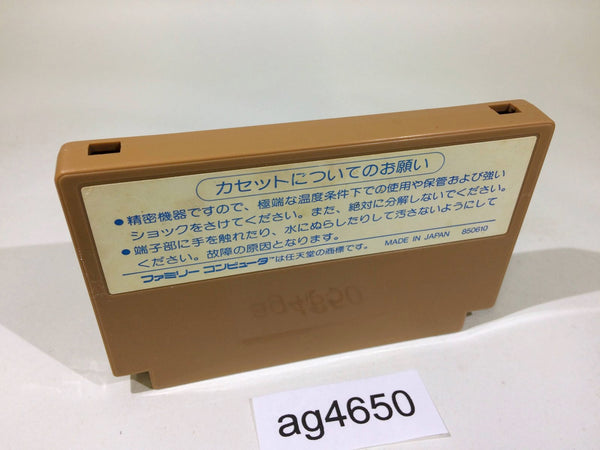 カセットについてのお願い
●精密機器ですので、極端な温度条件下での使用や保管および強い
ショックをさけてください。また、絶対に分解しないでください。
●端子部に手を触れたり、水にぬらしたりして汚さないようにして
ください。故障の原因となります。
ファミリー コンピュータ™は任天堂の商標です。 MADE IN JAPAN 850610
ag4650
ag4650